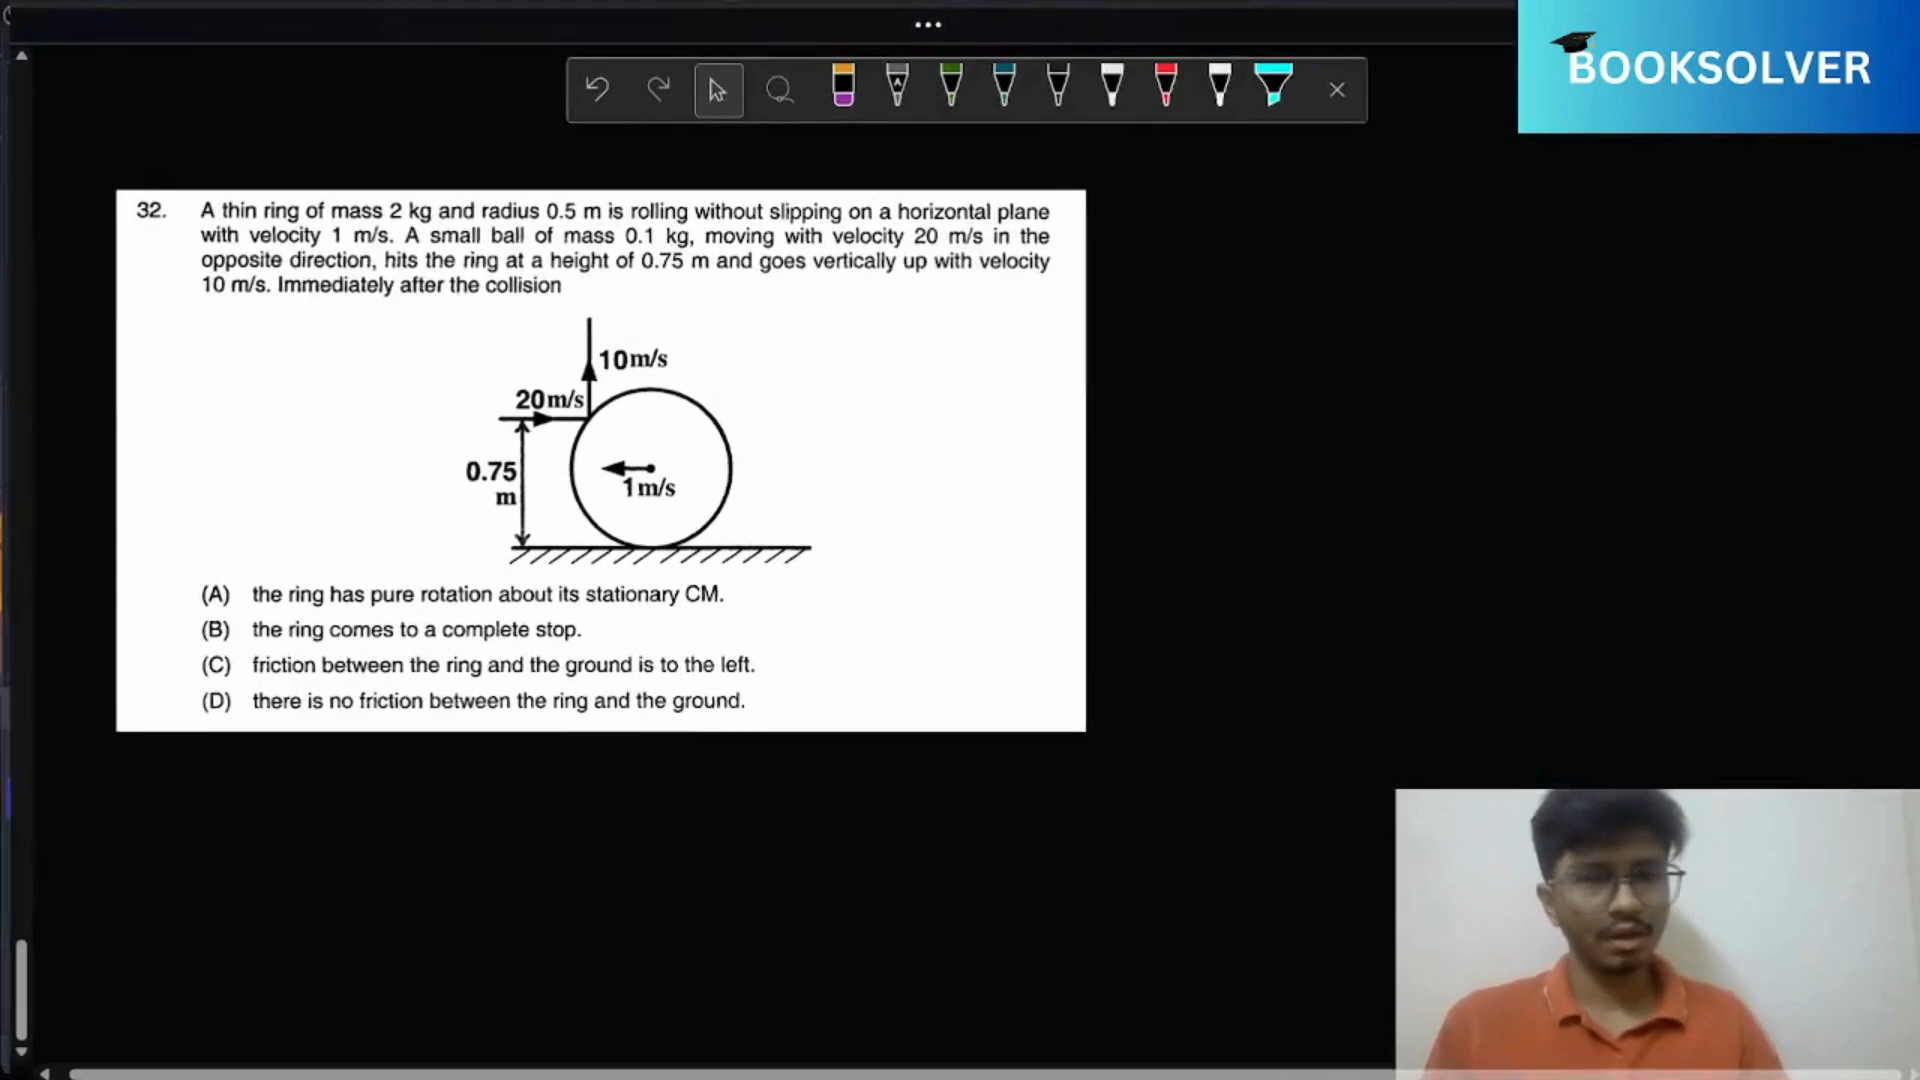 BOOKSOLVER
32. A thin ring of mass 2 kg and radius 0.5 m is rolling without slipping on a horizontal plane
with velocity 1 m/s. A small ball of mass 0.1 kg, moving with velocity 20 m/s in the
opposite direction, hits the ring at a height of 0.75 m and goes vertically up with velocity
10 m/s. Immediately after the collision
10m/s
20m/s
0.75
m
1m/s
(A) the ring has pure rotation about its stationary CM.
(B) the ring comes to a complete stop.
(C) friction between the ring and the ground is to the left.
(D) there is no friction between the ring and the ground.